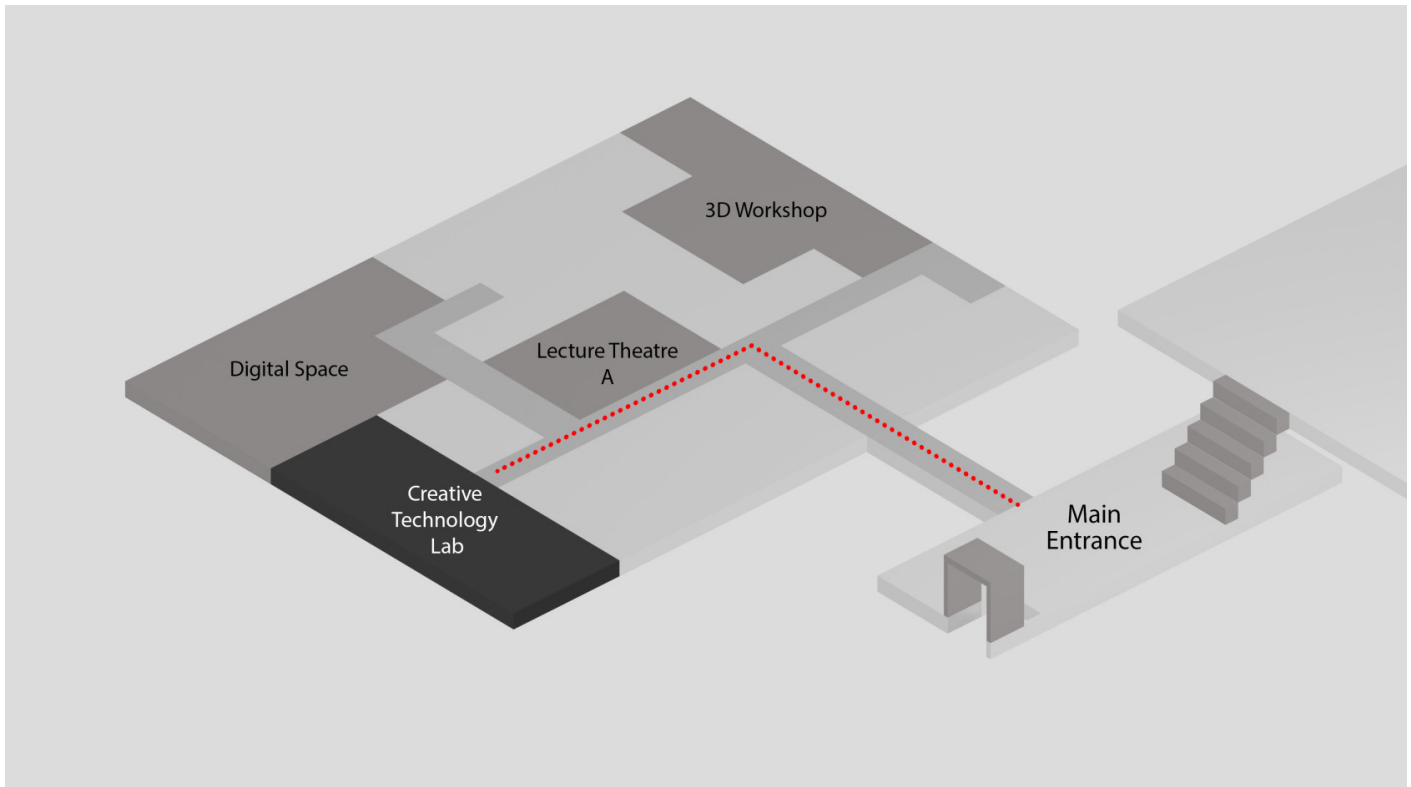 3D Workshop
Lecture Theatre
A
Digital Space
Creative
Technology
Lab
Main
Entrance